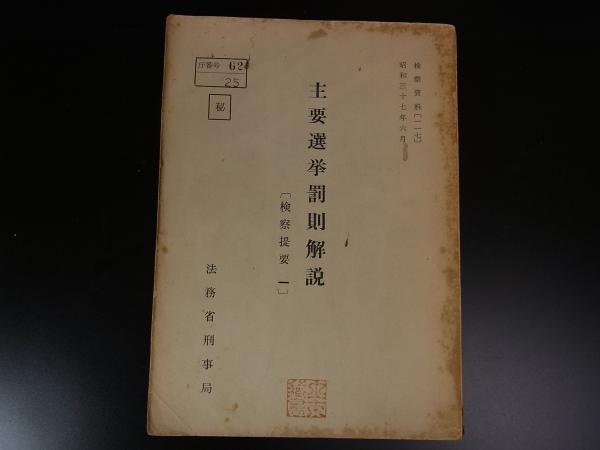 検察資料〔一一七〕
昭和三十七年六月
主要選挙罰則解説
〔検察提要 一〕
法務省刑事局
庁番号 62
25
秘